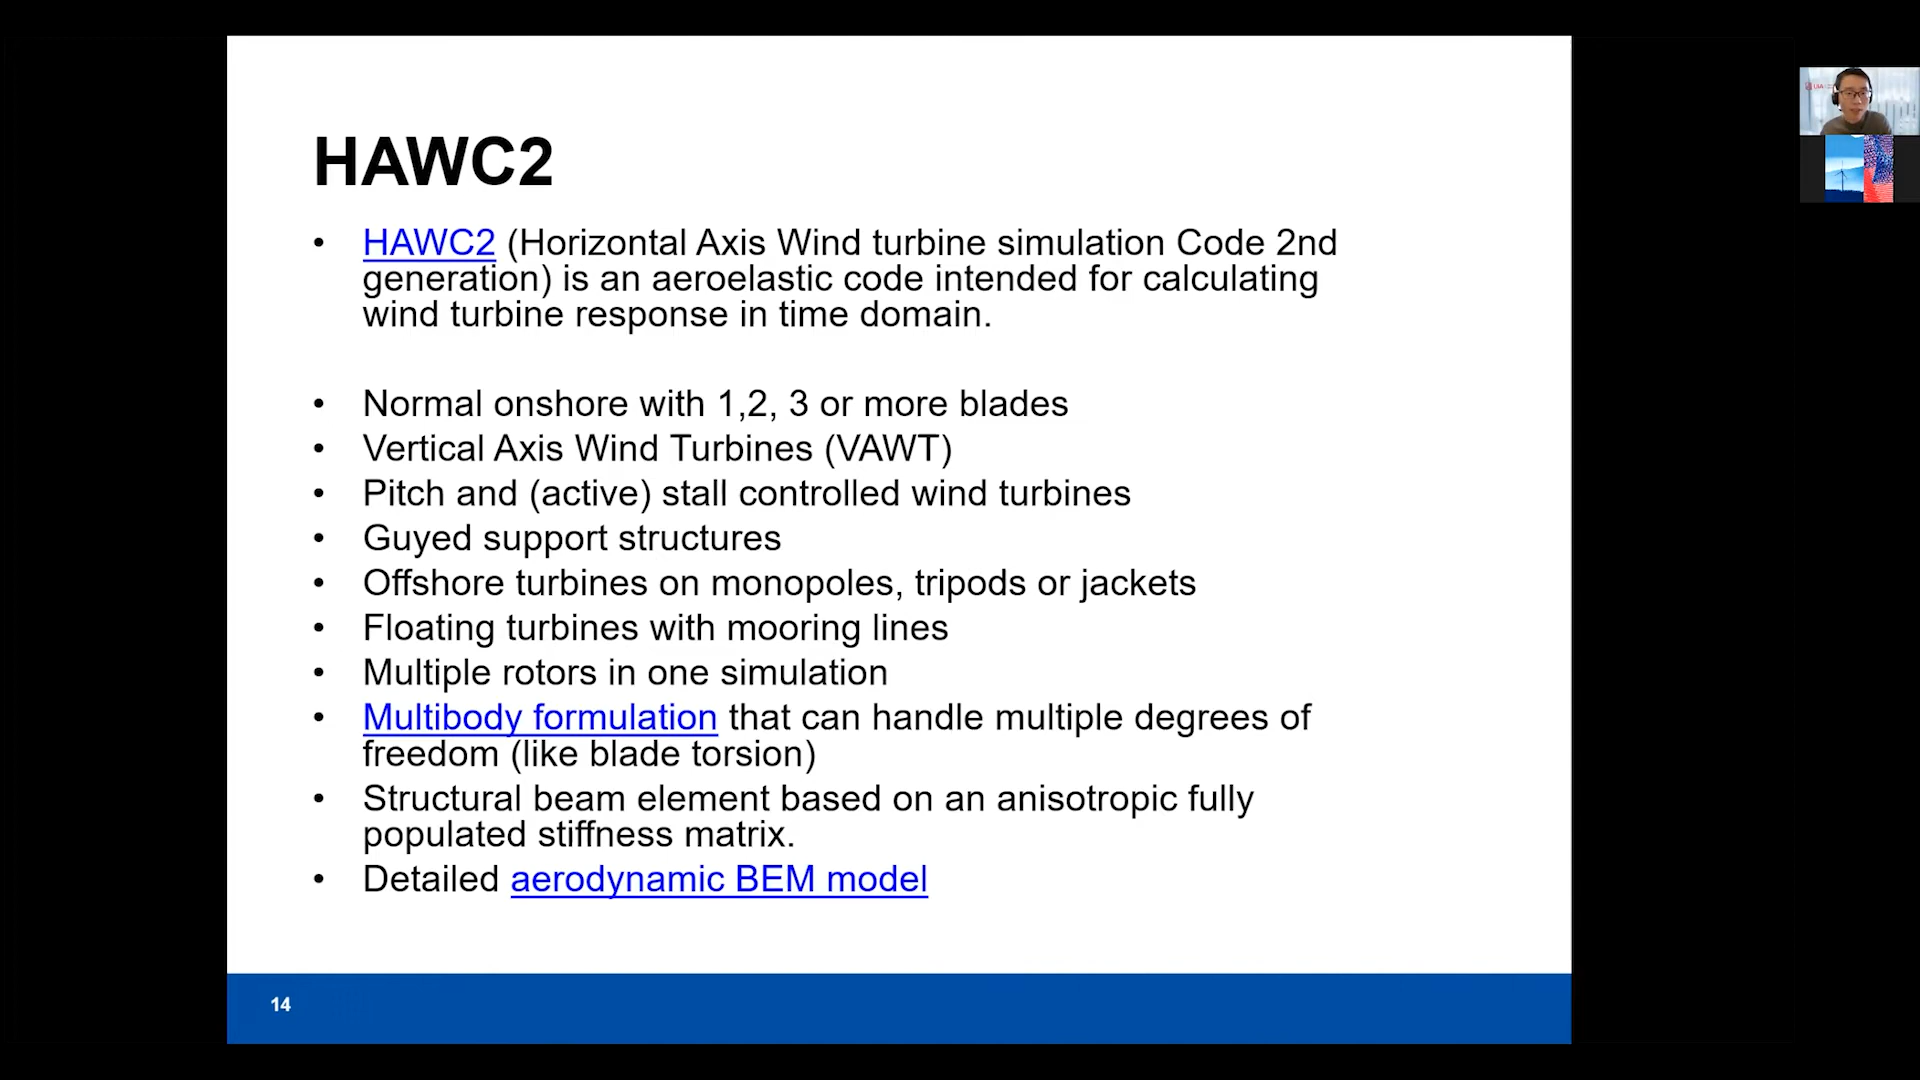 HAWC2
• HAWC2 (Horizontal Axis Wind turbine simulation Code 2nd
generation) is an aeroelastic code intended for calculating
wind turbine response in time domain.
• Normal onshore with 1,2, 3 or more blades
• Vertical Axis Wind Turbines (VAWT)
• Pitch and (active) stall controlled wind turbines
• Guyed support structures
• Offshore turbines on monopoles, tripods or jackets
• Floating turbines with mooring lines
• Multiple rotors in one simulation
• Multibody formulation that can handle multiple degrees of
freedom (like blade torsion)
• Structural beam element based on an anisotropic fully
populated stiffness matrix.
• Detailed aerodynamic BEM model
14